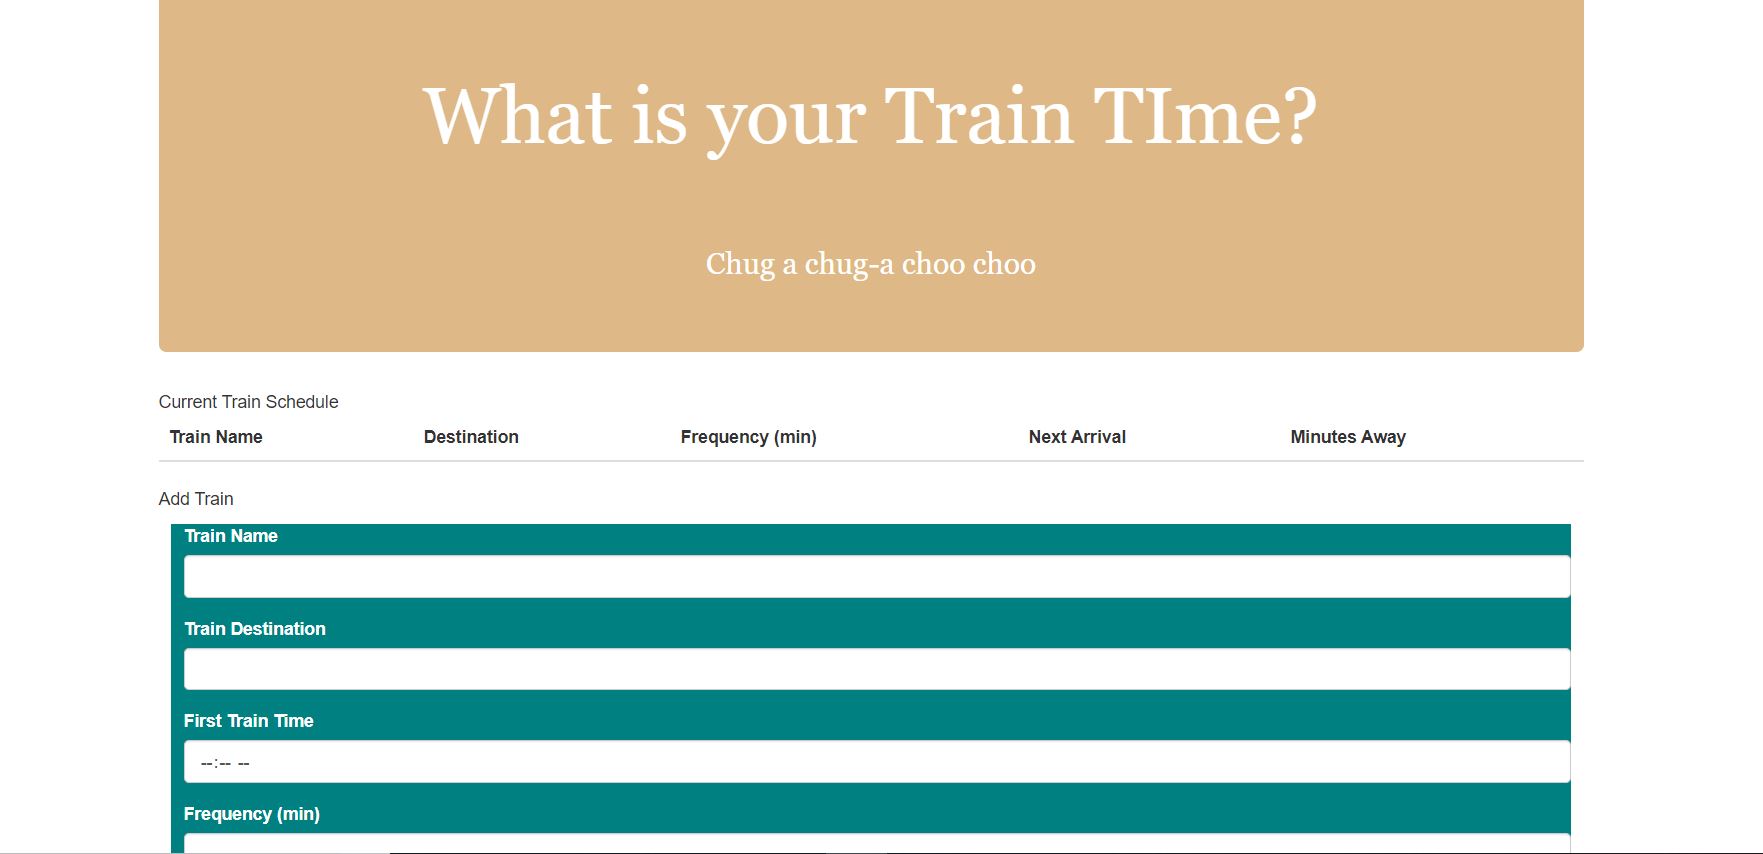 What is your Train TIme?
Chug a chug-a choo choo
Current Train Schedule
Train Name Destination Frequency (min) Next Arrival Minutes Away
Add Train
Train Name
Train Destination
First Train Time
--:-- --
Frequency (min)